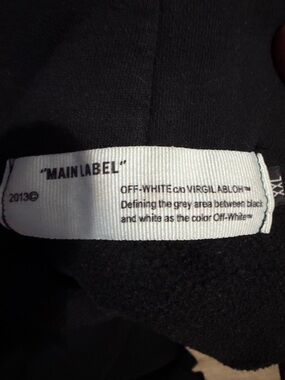 "MAIN LABEL"
2013©
OFF-WHITE c/o VIRGIL ABLOH™
Defining the grey area between black
and white as the color Off-White™
XXL